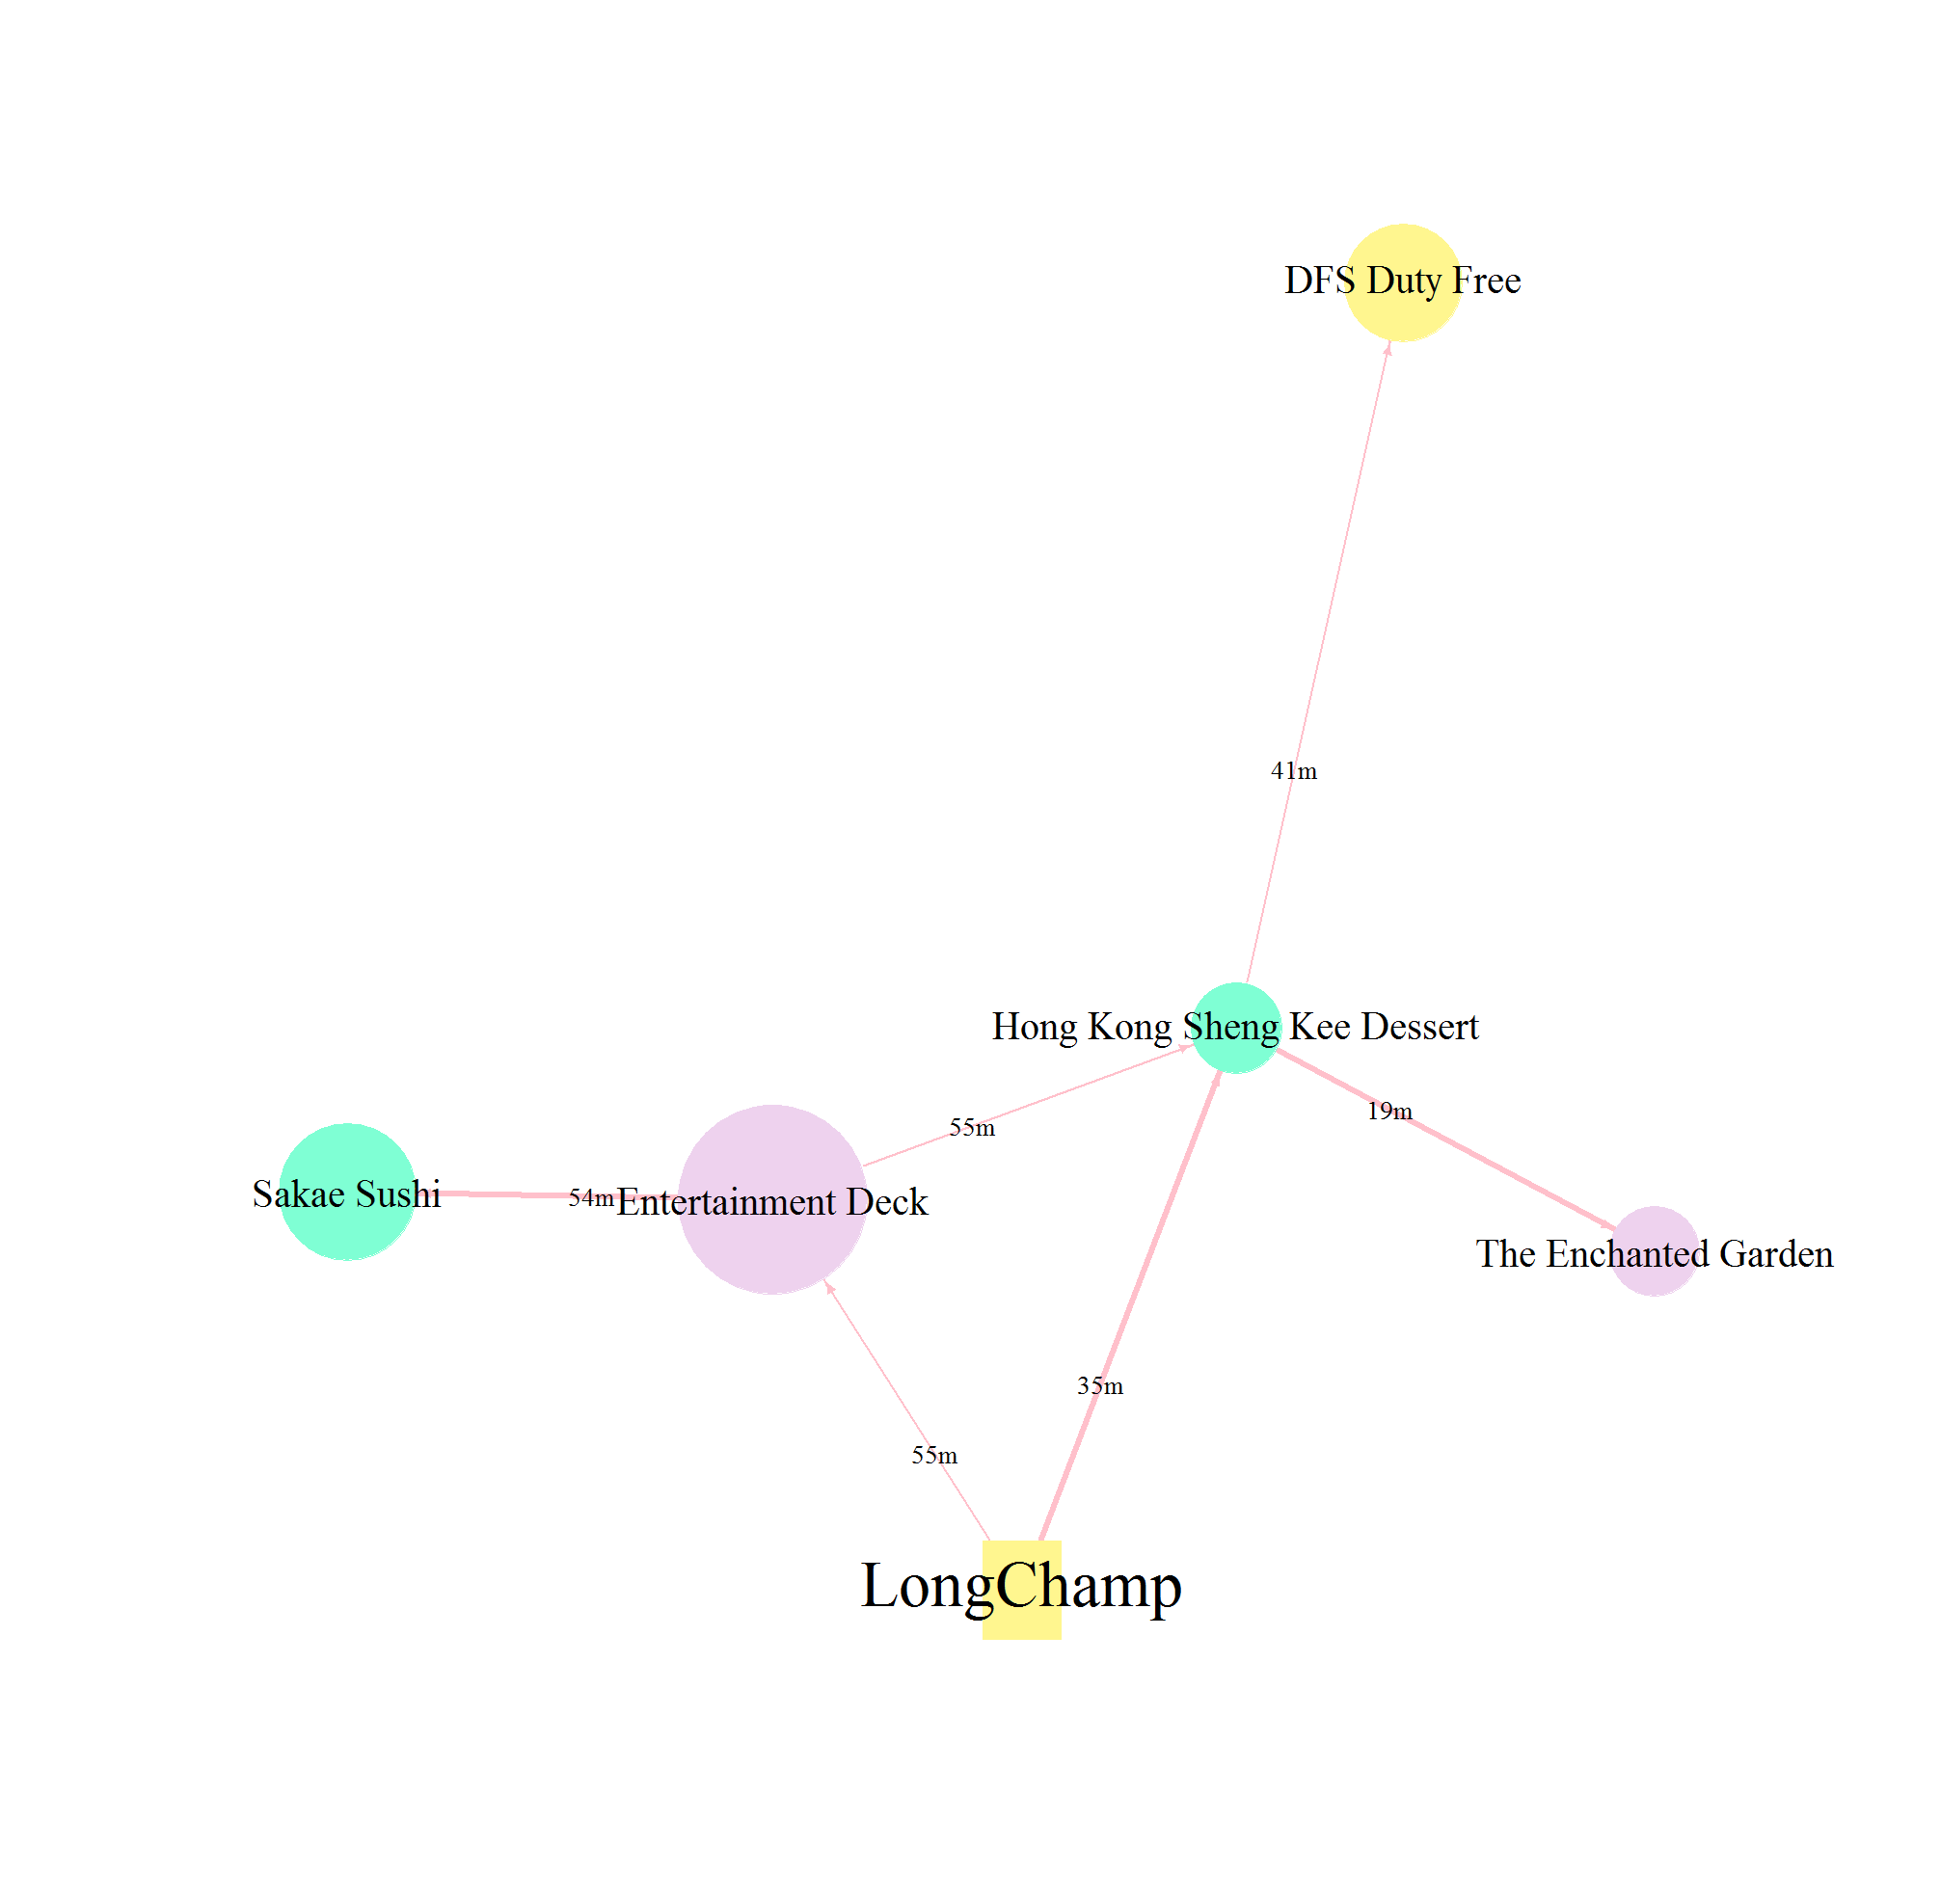 DFS Duty Free
41m
Hong Kong Sheng Kee Dessert
19m
55m
Sakae Sushi
54m
Entertainment Deck
The Enchanted Garden
35m
55m
LongChamp